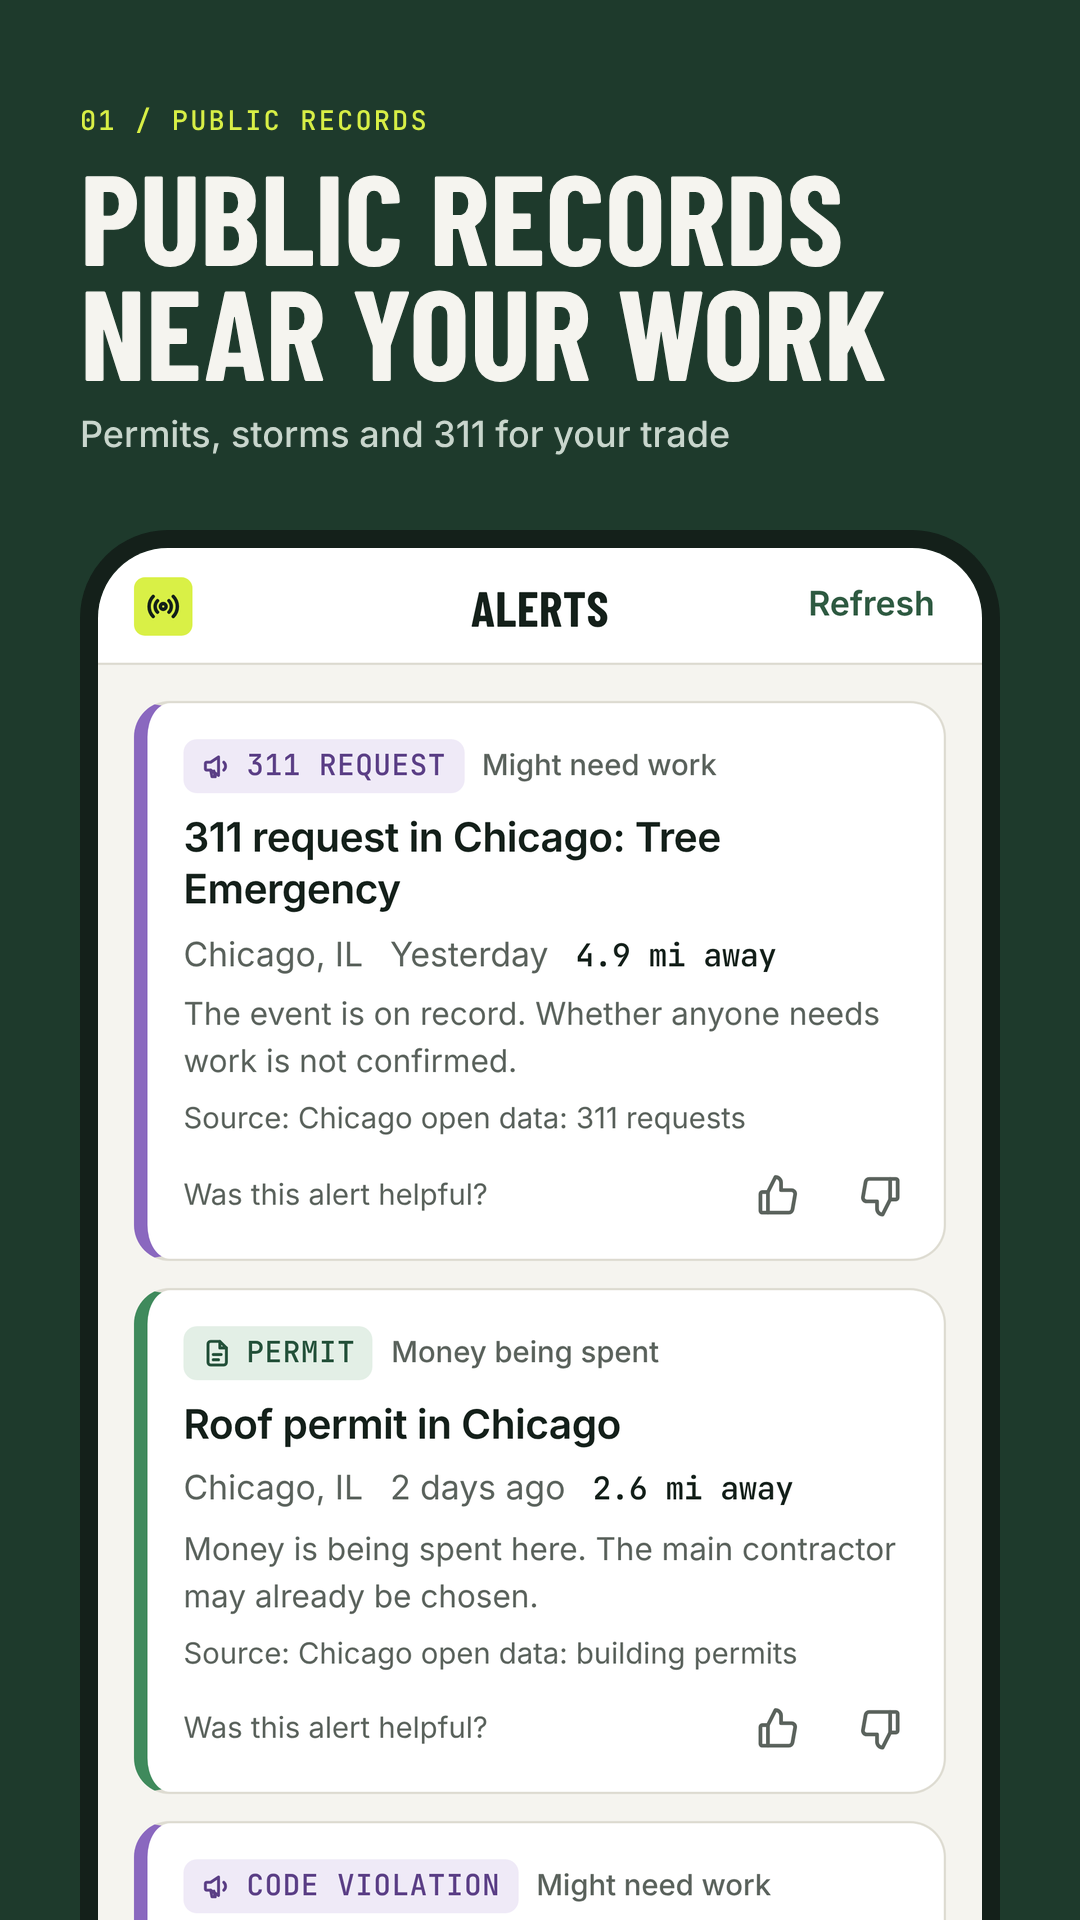 01 / PUBLIC RECORDS
PUBLIC RECORDS
NEAR YOUR WORK
Permits, storms and 311 for your trade
ALERTS
Refresh
311 REQUEST Might need work
311 request in Chicago: Tree
Emergency
Chicago, IL Yesterday 4.9 mi away
The event is on record. Whether anyone needs
work is not confirmed.
Source: Chicago open data: 311 requests
Was this alert helpful?
PERMIT Money being spent
Roof permit in Chicago
Chicago, IL 2 days ago 2.6 mi away
Money is being spent here. The main contractor
may already be chosen.
Source: Chicago open data: building permits
Was this alert helpful?
CODE VIOLATION Might need work